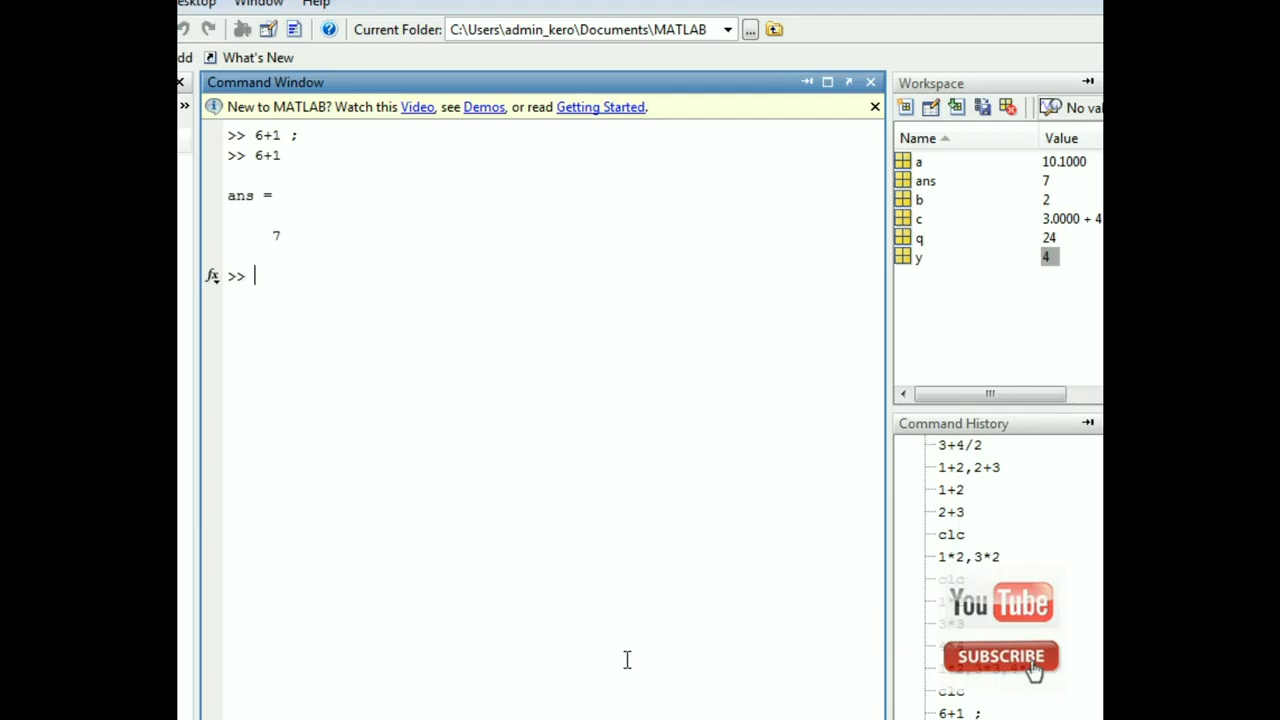 esktop Window Help
Current Folder: C:\Users\admin_kero\Documents\MATLAB ...
dd What's New
Command Window
New to MATLAB? Watch this Video, see Demos, or read Getting Started.
>> 6+1 ;
>> 6+1
ans =
7
fx >>
Workspace
No val
Name Value
a 10.1000
ans 7
b 2
c 3.0000 + 4
q 24
y 4
Command History
3+4/2
1+2,2+3
1+2
2+3
clc
1*2,3*2
clc
YouTube
3*3
SUBSCRIBE
clc
6+1 ;